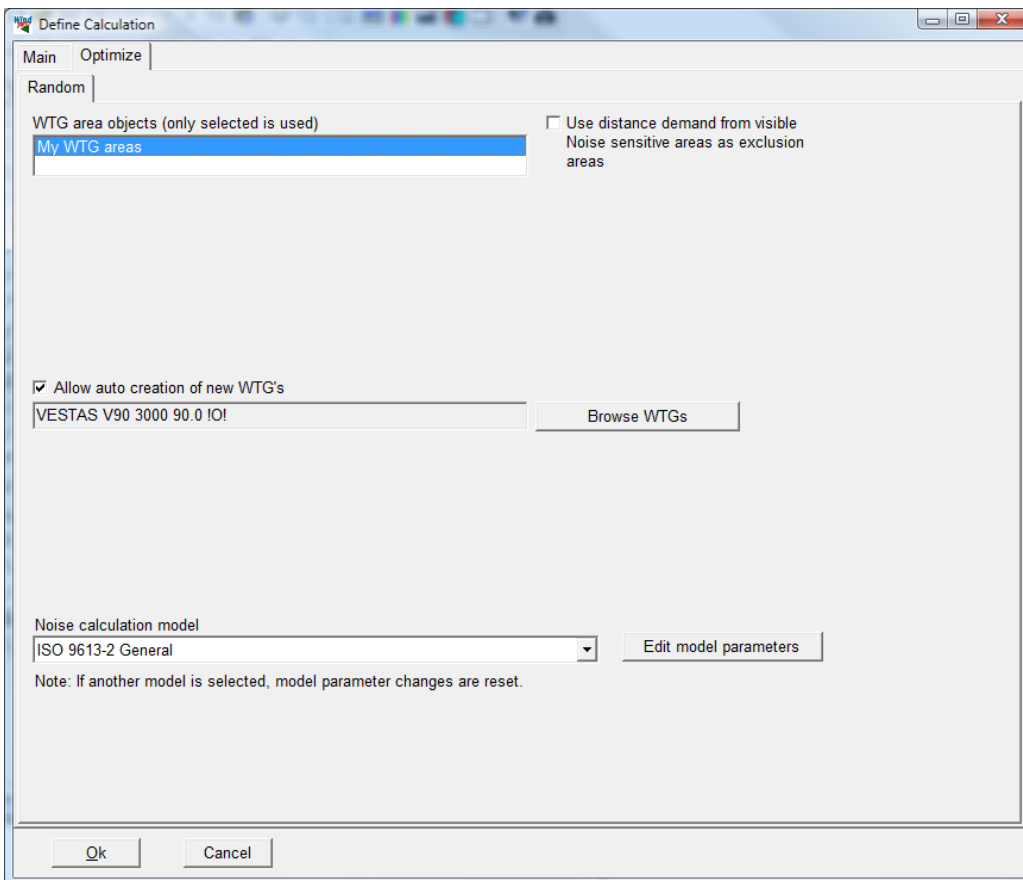 Wind
Define Calculation
Main Optimize
Random
WTG area objects (only selected is used)
My WTG areas
Use distance demand from visible
Noise sensitive areas as exclusion
areas
Allow auto creation of new WTG's
VESTAS V90 3000 90.0 !O!
Browse WTGs
Noise calculation model
ISO 9613-2 General
Edit model parameters
Note: If another model is selected, model parameter changes are reset.
Ok Cancel